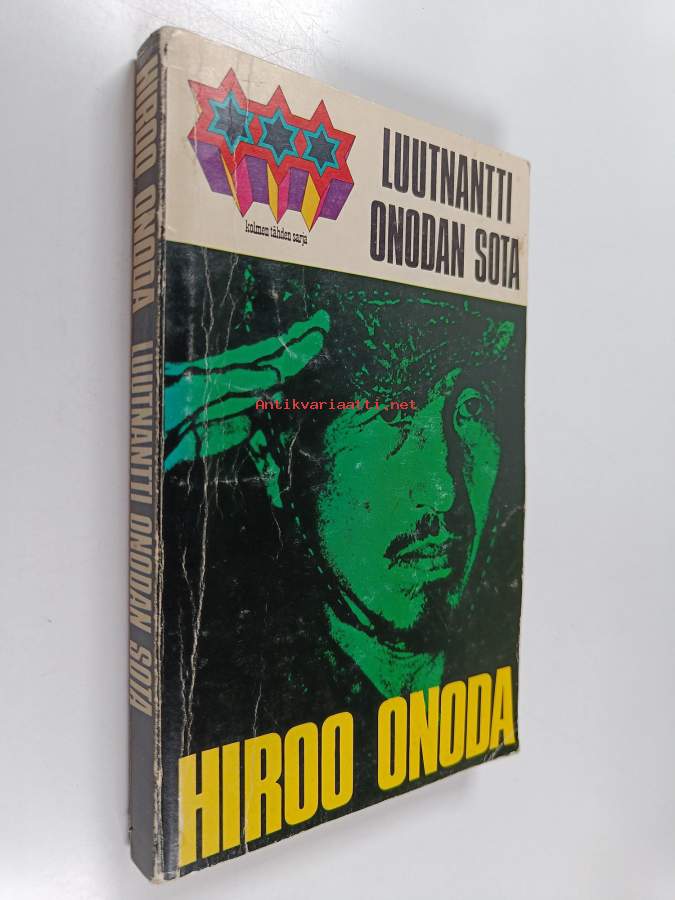 HIROO ONODA LUUTNANTTI ONODAN SOTA
kolmen tähden sarja
LUUTNANTTI
ONODAN SOTA
Antikvariaatti.net
HIROO ONODA